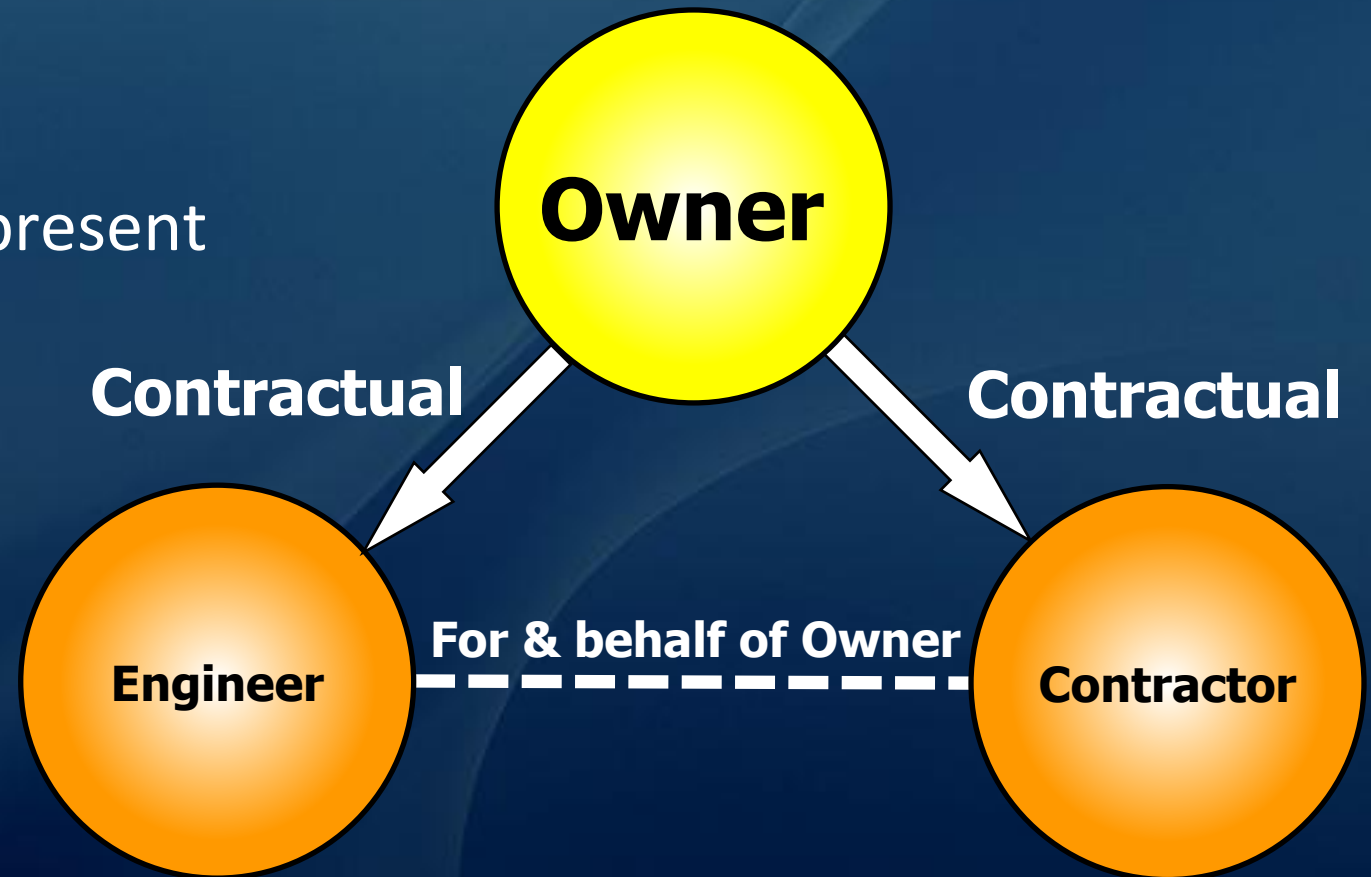 Owner
present
Contractual
Contractual
For & behalf of Owner
Engineer
Contractor